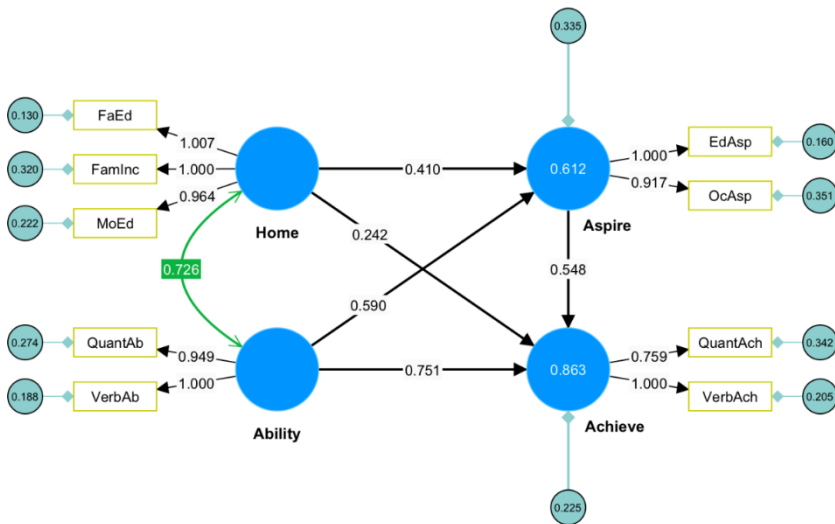 0.335
0.130
FaEd
1.007
EdAsp
0.160
0.320
FamInc
1.000
0.410
0.612
1.000
0.917
OcAsp
0.351
0.964
0.222
MoEd
Home
0.242
Aspire
0.726
0.590
0.548
0.274
QuantAb
0.949
QuantAch
0.342
0.751
0.863
0.759
1.000
0.188
VerbAb
1.000
VerbAch
0.205
Ability
Achieve
0.225